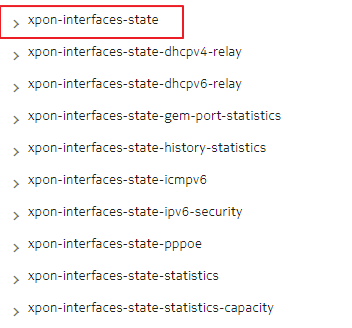 xpon-interfaces-state
xpon-interfaces-state-dhcpv4-relay
xpon-interfaces-state-dhcpv6-relay
xpon-interfaces-state-gem-port-statistics
xpon-interfaces-state-history-statistics
xpon-interfaces-state-icmpv6
xpon-interfaces-state-ipv6-security
xpon-interfaces-state-pppoe
xpon-interfaces-state-statistics
xpon-interfaces-state-statistics-capacity